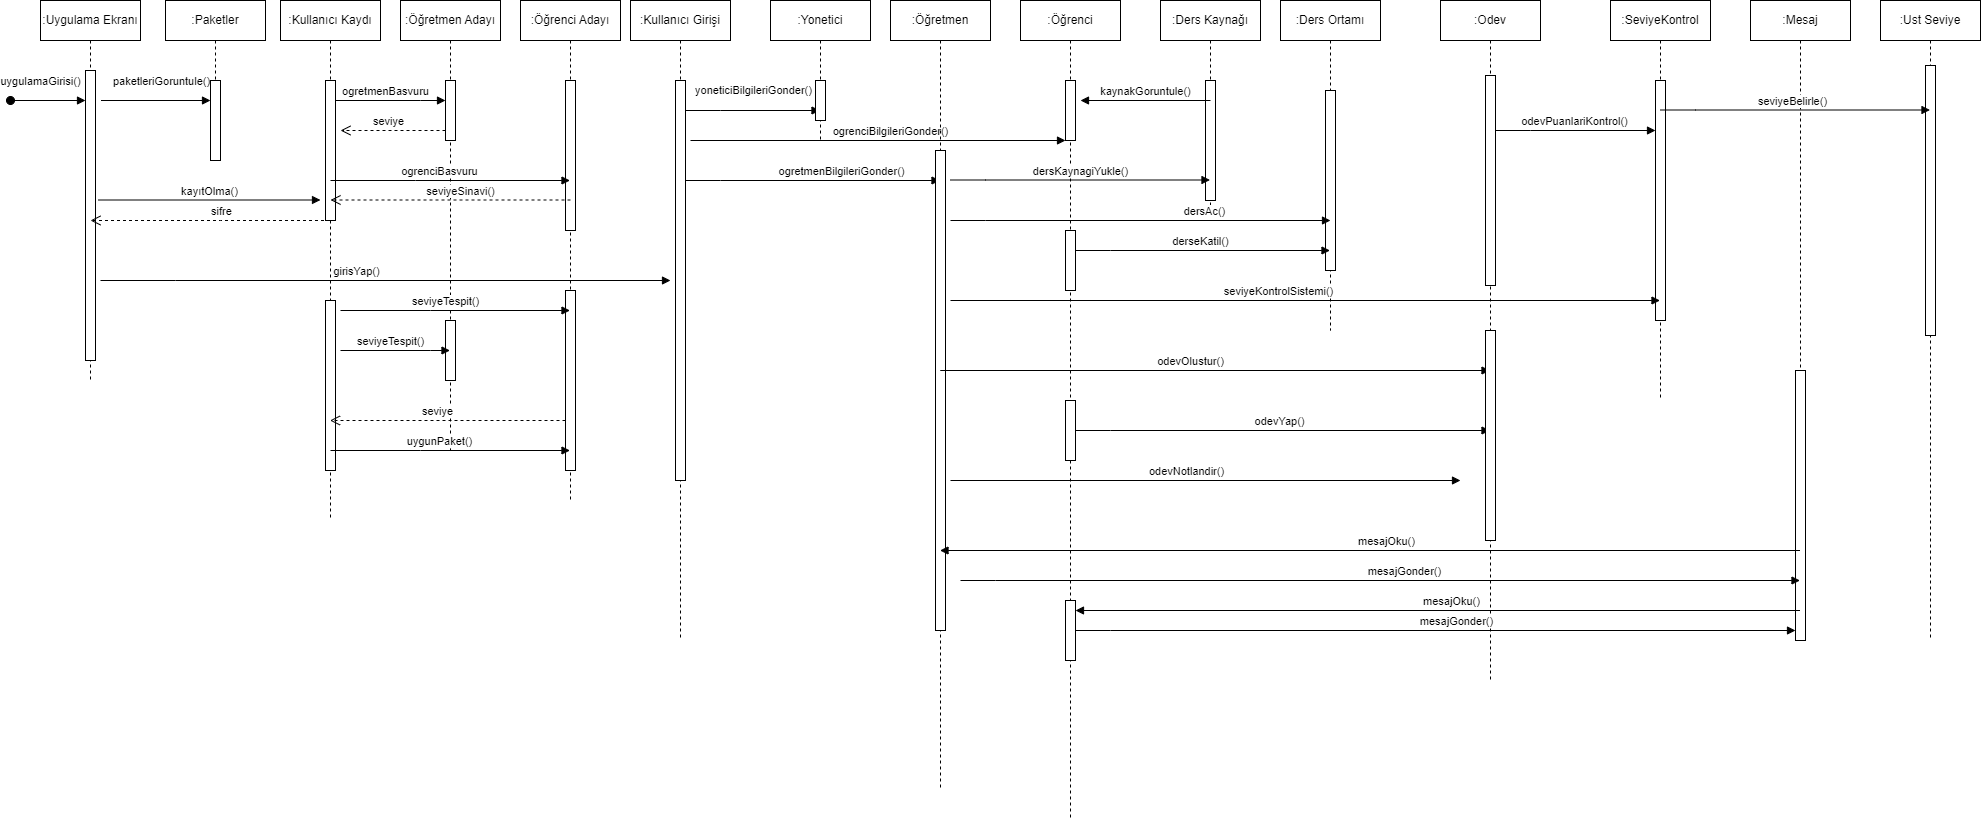 :Uygulama Ekranı
:Paketler
:Kullanıcı Kaydı
:Öğretmen Adayı
:Öğrenci Adayı
:Kullanıcı Girişi
:Yonetici
:Öğretmen
:Öğrenci
:Ders Kaynağı
:Ders Ortamı
:Odev
:SeviyeKontrol
:Mesaj
:Ust Seviye
uygulamaGirisi()
paketleriGoruntule()
ogretmenBasvuru
yoneticiBilgileriGonder()
kaynakGoruntule()
seviyeBelirle()
seviye
ogrenciBilgileriGonder()
odevPuanlariKontrol()
ogrenciBasvuru
ogretmenBilgileriGonder()
dersKaynagiYukle()
kayıtOlma()
seviyeSinavi()
sifre
dersAc()
derseKatil()
girisYap()
seviyeTespit()
seviyeKontrolSistemi()
seviyeTespit()
odevOlustur()
seviye
odevYap()
uygunPaket()
odevNotlandir()
mesajOku()
mesajGonder()
mesajOku()
mesajGonder()